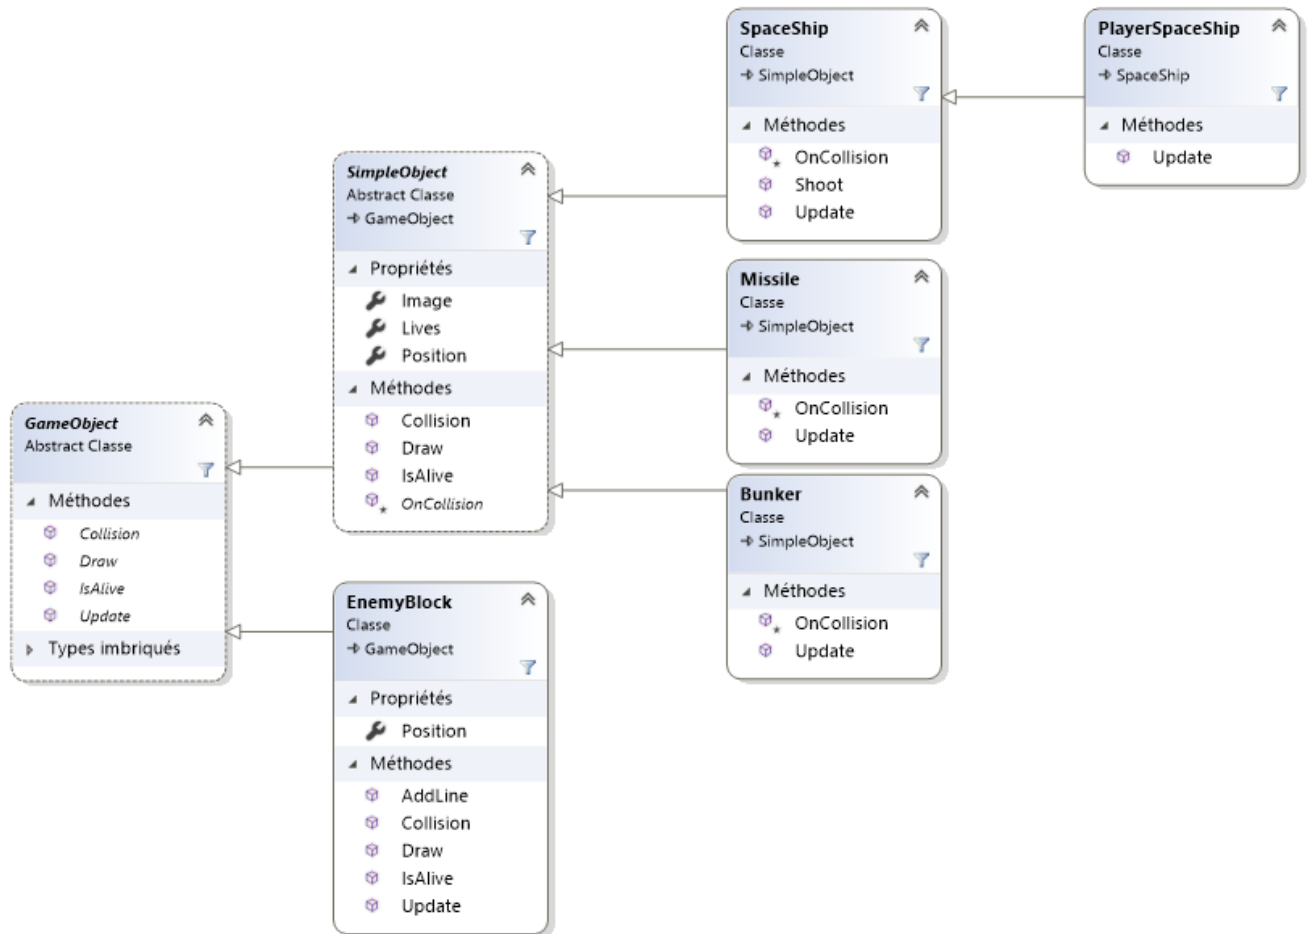 GameObject
Abstract Classe
Méthodes
Collision
Draw
IsAlive
Update
Types imbriqués
SimpleObject
Abstract Classe
GameObject
Propriétés
Image
Lives
Position
Méthodes
Collision
Draw
IsAlive
OnCollision
EnemyBlock
Classe
GameObject
Propriétés
Position
Méthodes
AddLine
Collision
Draw
IsAlive
Update
SpaceShip
Classe
SimpleObject
Méthodes
OnCollision
Shoot
Update
Missile
Classe
SimpleObject
Méthodes
OnCollision
Update
Bunker
Classe
SimpleObject
Méthodes
OnCollision
Update
PlayerSpaceShip
Classe
SpaceShip
Méthodes
Update